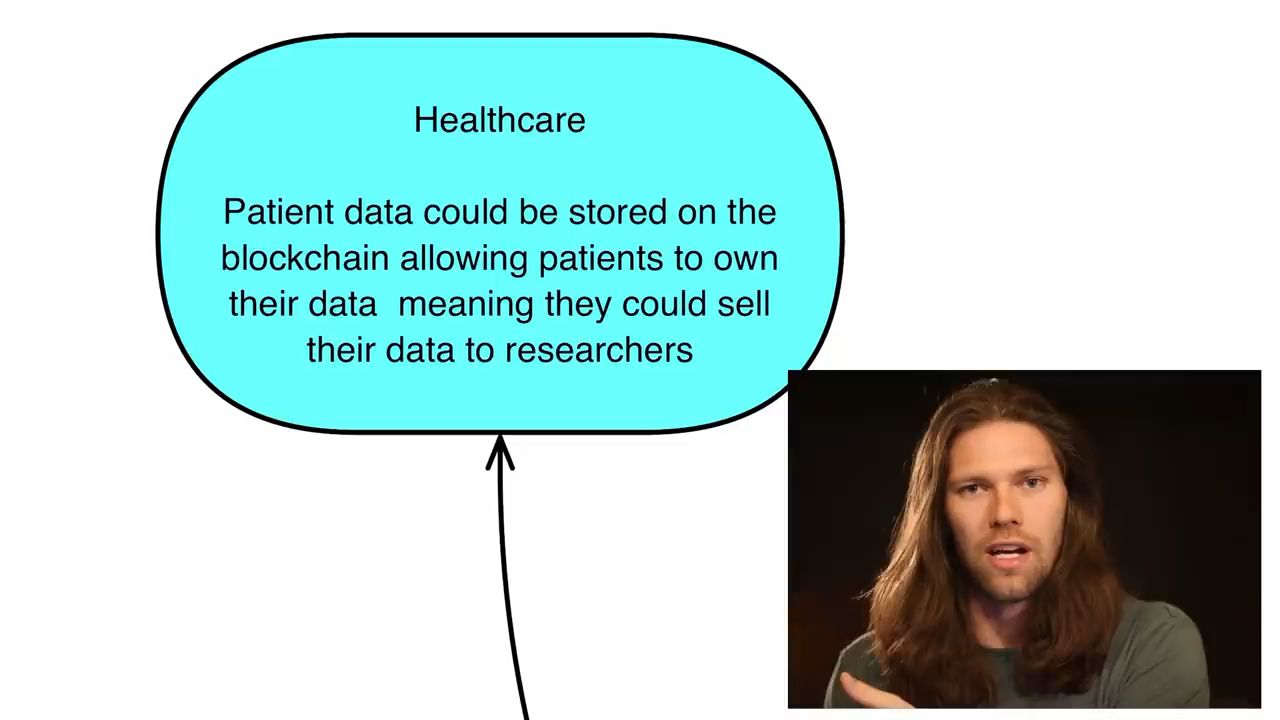 Healthcare
Patient data could be stored on the
blockchain allowing patients to own
their data  meaning they could sell
their data to researchers